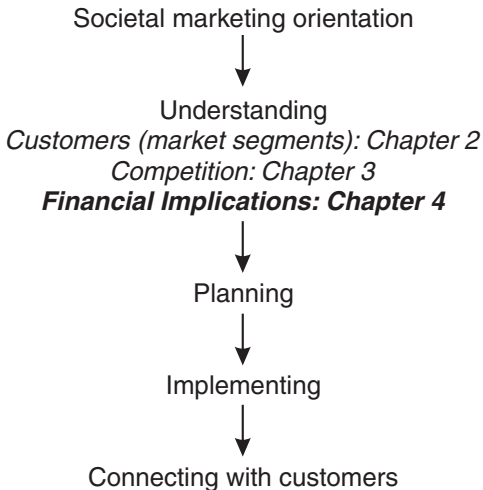 Societal marketing orientation
Understanding
Customers (market segments): Chapter 2
Competition: Chapter 3
Financial Implications: Chapter 4
Planning
Implementing
Connecting with customers